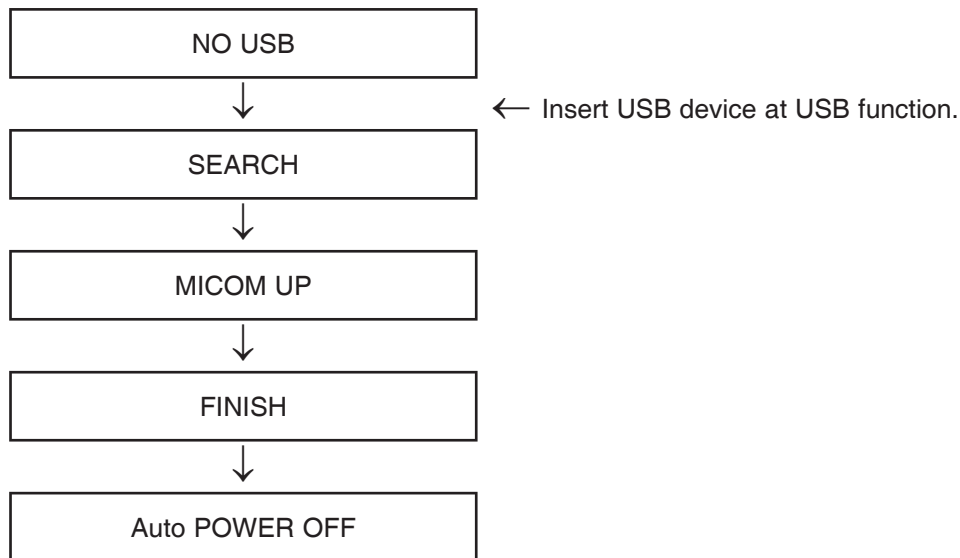 NO USB
← Insert USB device at USB function.
SEARCH
MICOM UP
FINISH
Auto POWER OFF